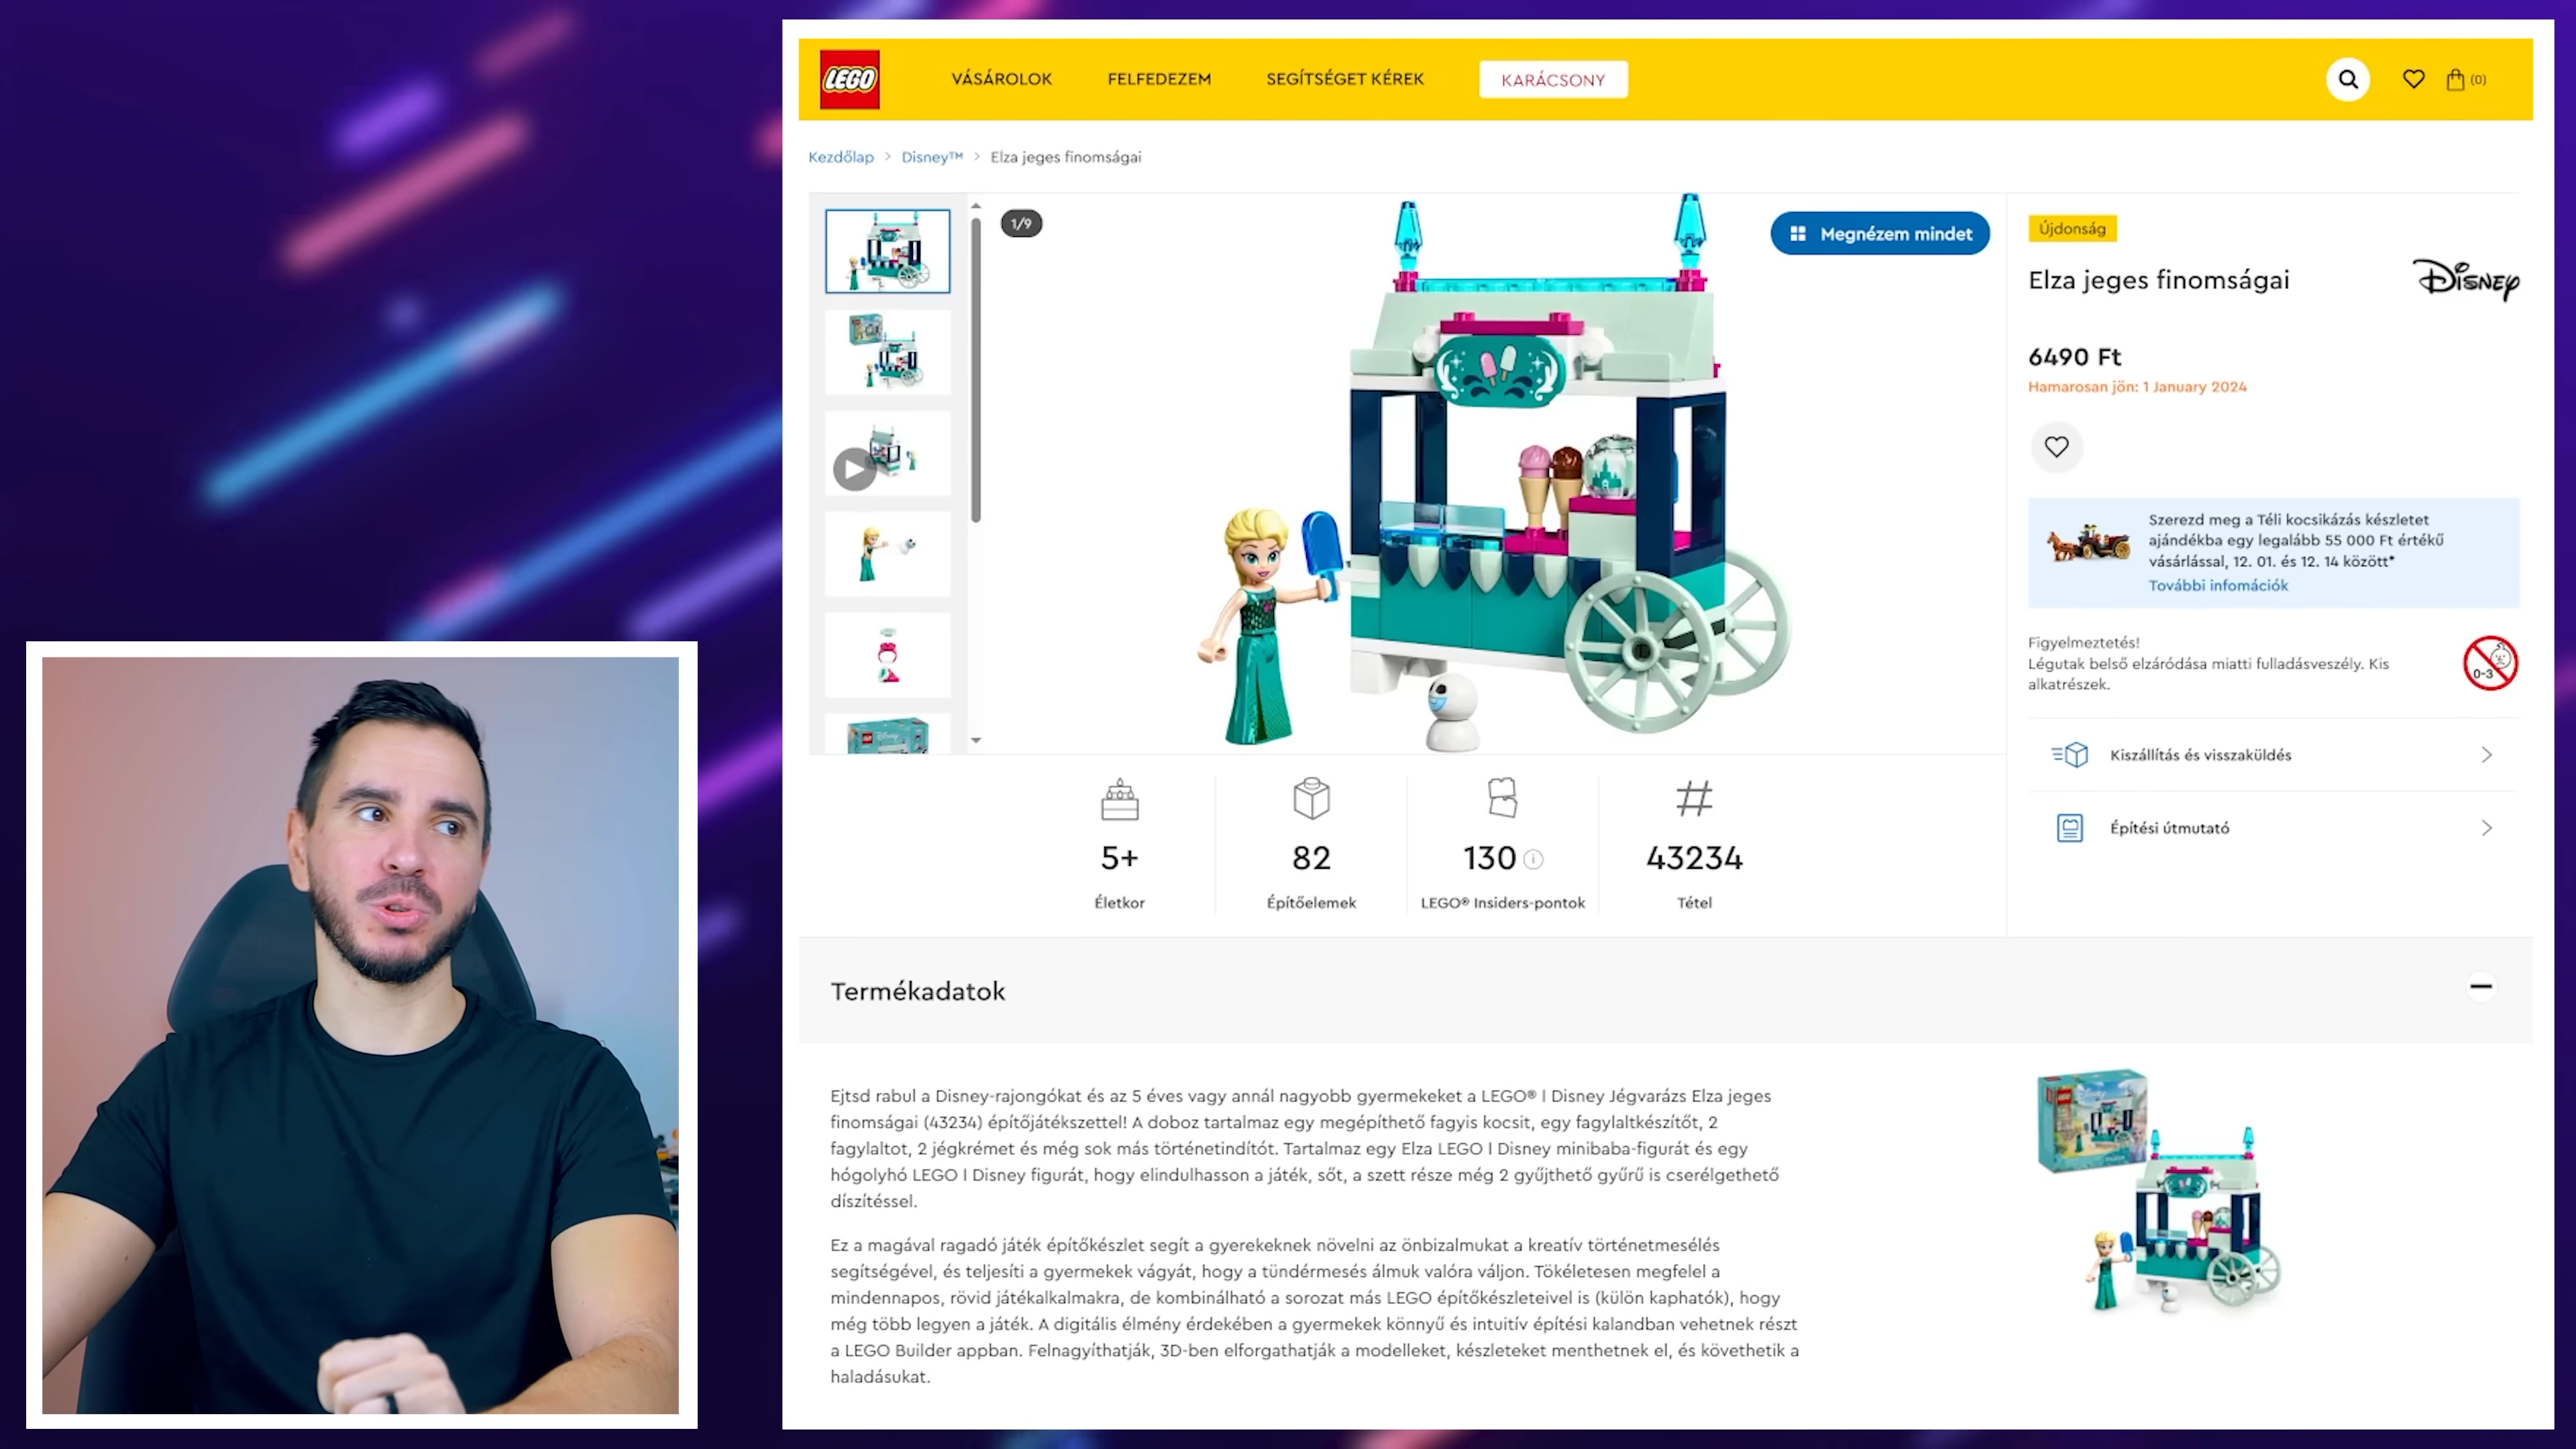 LEGO
VÁSÁROLOK
FELFEDEZEM
SEGÍTSÉGET KÉREK
KARÁCSONY
(0)
Kezdőlap > Disney™ > Elza jeges finomságai
1/9
Megnézem mindet
Újdonság
Elza jeges finomságai
Disney
6490 Ft
Hamarosan jön: 1 January 2024
Szerezd meg a Téli kocsikázás készletet
ajándékba egy legalább 55 000 Ft értékű
vásárlással, 12. 01. és 12. 14 között*
További infomációk
Figyelmeztetés!
Légutak belső elzáródása miatti fulladásveszély. Kis
alkatrészek.
0-3
Kiszállítás és visszaküldés
Építési útmutató
5+
Életkor
82
Építőelemek
130
LEGO® Insiders-pontok
43234
Tétel
Termékadatok
Ejtsd rabul a Disney-rajongókat és az 5 éves vagy annál nagyobb gyermekeket a LEGO® l Disney Jégvarázs Elza jeges
finomságai (43234) építőjátékszettel! A doboz tartalmaz egy megépíthető fagyis kocsit, egy fagylaltkészítőt, 2
fagylaltot, 2 jégkrémet és még sok más történetindítót. Tartalmaz egy Elza LEGO l Disney minibaba-figurát és egy
hógolyhó LEGO l Disney figurát, hogy elindulhasson a játék, sőt, a szett része még 2 gyűjthető gyűrű is cserélgethető
díszítéssel.
Ez a magával ragadó játék építőkészlet segít a gyerekeknek növelni az önbizalmukat a kreatív történetmesélés
segítségével, és teljesíti a gyermekek vágyát, hogy a tündérmesés álmuk valóra váljon. Tökéletesen megfelel a
mindennapos, rövid játékalkalmakra, de kombinálható a sorozat más LEGO építőkészleteivel is (külön kaphatók), hogy
még több legyen a játék. A digitális élmény érdekében a gyermekek könnyű és intuitív építési kalandban vehetnek részt
a LEGO Builder appban. Felnagyíthatják, 3D-ben elforgathatják a modelleket, készleteket menthetnek el, és követhetik a
haladásukat.